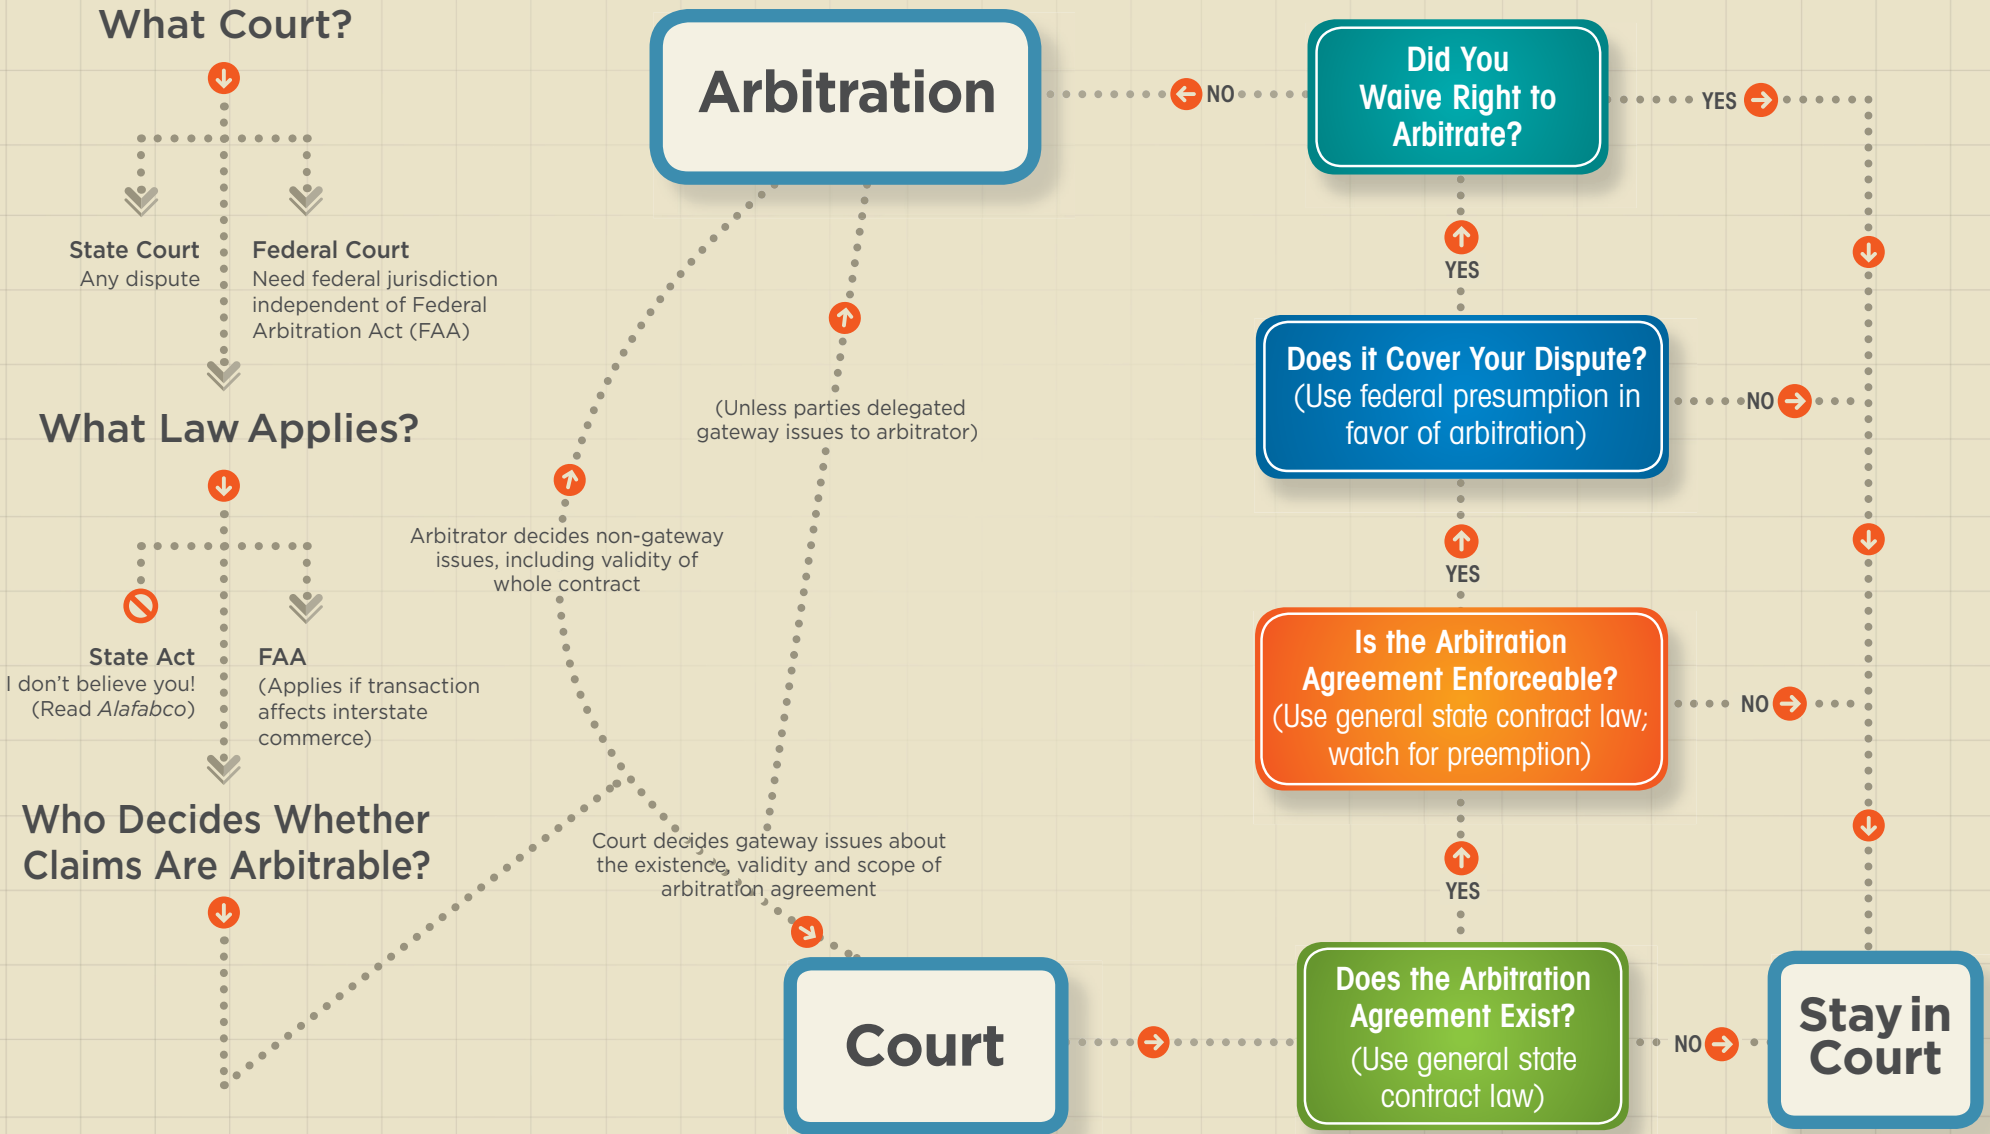 What Court?
State Court
Any dispute
Federal Court
Need federal jurisdiction
independent of Federal
Arbitration Act (FAA)
What Law Applies?
State Act
I don't believe you!
(Read Alafabco)
FAA
(Applies if transaction
affects interstate
commerce)
Who Decides Whether
Claims Are Arbitrable?
Arbitrator decides non-gateway
issues, including validity of
whole contract
(Unless parties delegated
gateway issues to arbitrator)
Court decides gateway issues about
the existence, validity and scope of
arbitration agreement
Arbitration
Court
Does the Arbitration
Agreement Exist?
(Use general state
contract law)
NO
Stay in
Court
YES
Is the Arbitration
Agreement Enforceable?
(Use general state contract law;
watch for preemption)
NO
YES
Does it Cover Your Dispute?
(Use federal presumption in
favor of arbitration)
NO
YES
Did You
Waive Right to
Arbitrate?
NO
YES